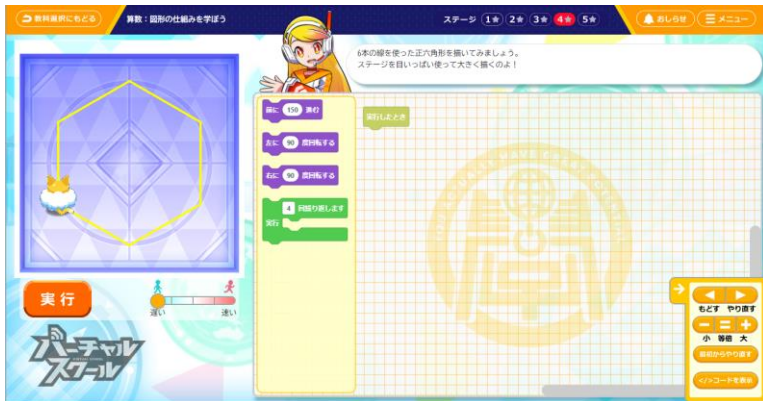 教科選択にもどる
算数：図形の仕組みを学ぼう
ステージ 1★ 2★ 3★ 4★ 5★
おしらせ
メニュー
6本の線を使った正六角形を描いてみましょう。
ステージを目いっぱい使って大きく描くのよ！
前に 150 進む
左に 90 度回転する
右に 90 度回転する
4 回繰り返します
実行
実行したとき
実行
遅い
速い
バーチャル
スクール
もどす やり直す
小 等倍 大
最初からやり直す
</>コードを表示